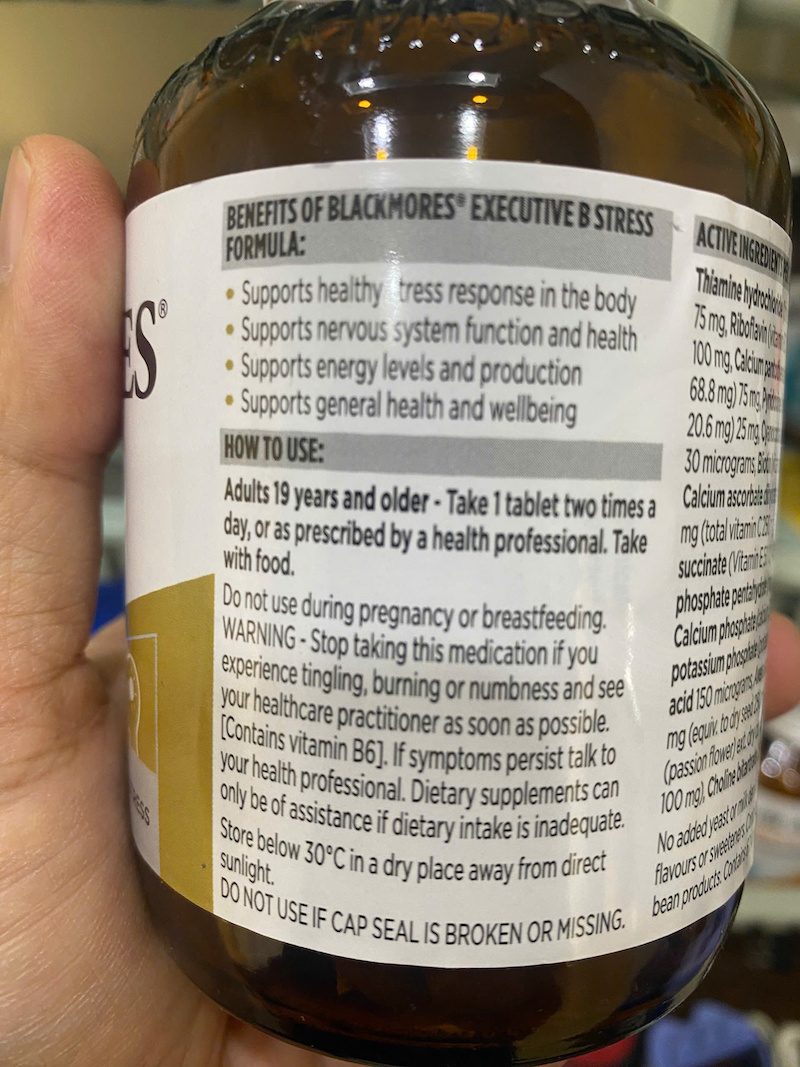 ES®
BENEFITS OF BLACKMORES® EXECUTIVE B STRESS
FORMULA:
• Supports healthy tress response in the body
• Supports nervous system function and health
• Supports energy levels and production
• Supports general health and wellbeing
HOW TO USE:
Adults 19 years and older - Take 1 tablet two times a
day, or as prescribed by a health professional. Take
with food.
Do not use during pregnancy or breastfeeding.
WARNING - Stop taking this medication if you
experience tingling, burning or numbness and see
your healthcare practitioner as soon as possible.
[Contains vitamin B6]. If symptoms persist talk to
your health professional. Dietary supplements can
only be of assistance if dietary intake is inadequate.
Store below 30°C in a dry place away from direct
sunlight.
DO NOT USE IF CAP SEAL IS BROKEN OR MISSING.
RESS
ACTIVE INGREDIENT
Thiamine hydrochloride
75 mg, Riboflavin (vitamin
100 mg, Calcium
68.8 mg) 75 mg,
20.6 mg) 25 mg,
30 micrograms,
Calcium ascorbate
mg (total vitamin C 250
succinate (Vitamin E
phosphate pentahydrate
Calcium phosphate
potassium phosphate
acid 150 micrograms,
mg (equiv. to dry seed
(passion flower) ext. dry
100 mg), Choline bitartrate
No added yeast or milk
flavours or sweeteners.
bean products.